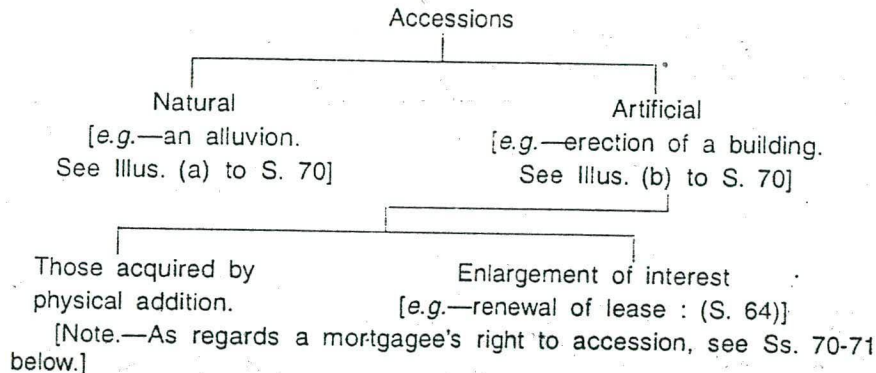 Accessions
Natural
Artificial
[e.g.—an alluvion.
[e.g.—erection of a building.
See Illus. (a) to S. 70]
See Illus. (b) to S. 70]
Those acquired by
Enlargement of interest
physical addition.
[e.g.—renewal of lease : (S. 64)]
[Note.—As regards a mortgagee's right to accession, see Ss. 70-71
below.]